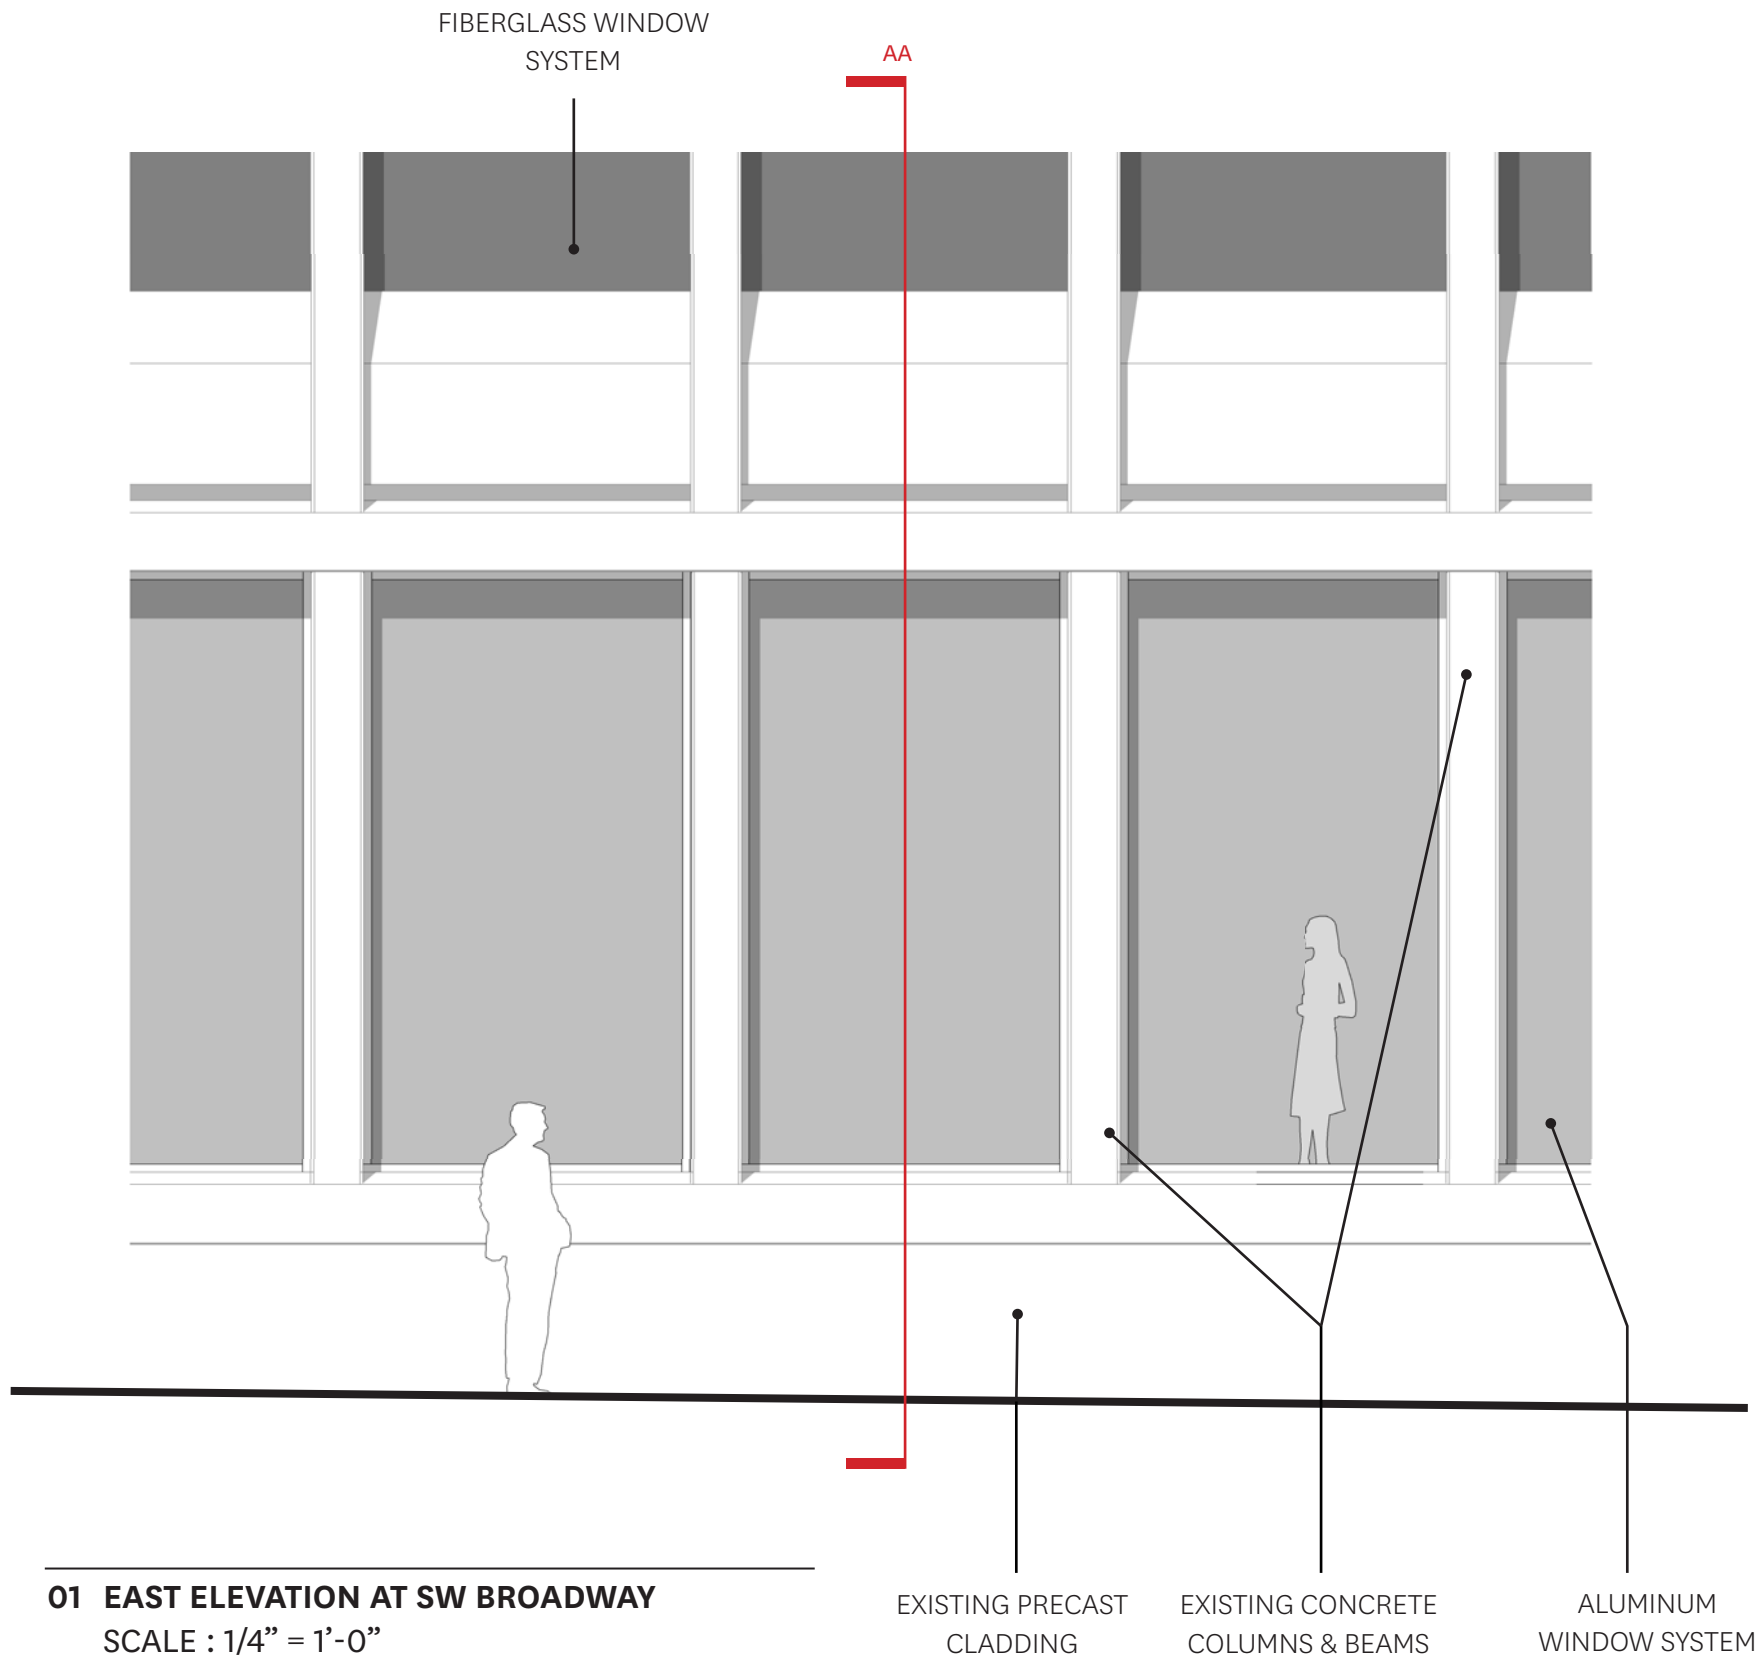 FIBERGLASS WINDOW
SYSTEM
AA
01 EAST ELEVATION AT SW BROADWAY
SCALE : 1/4” = 1’-0”
EXISTING PRECAST
CLADDING
EXISTING CONCRETE
COLUMNS & BEAMS
ALUMINUM
WINDOW SYSTEM